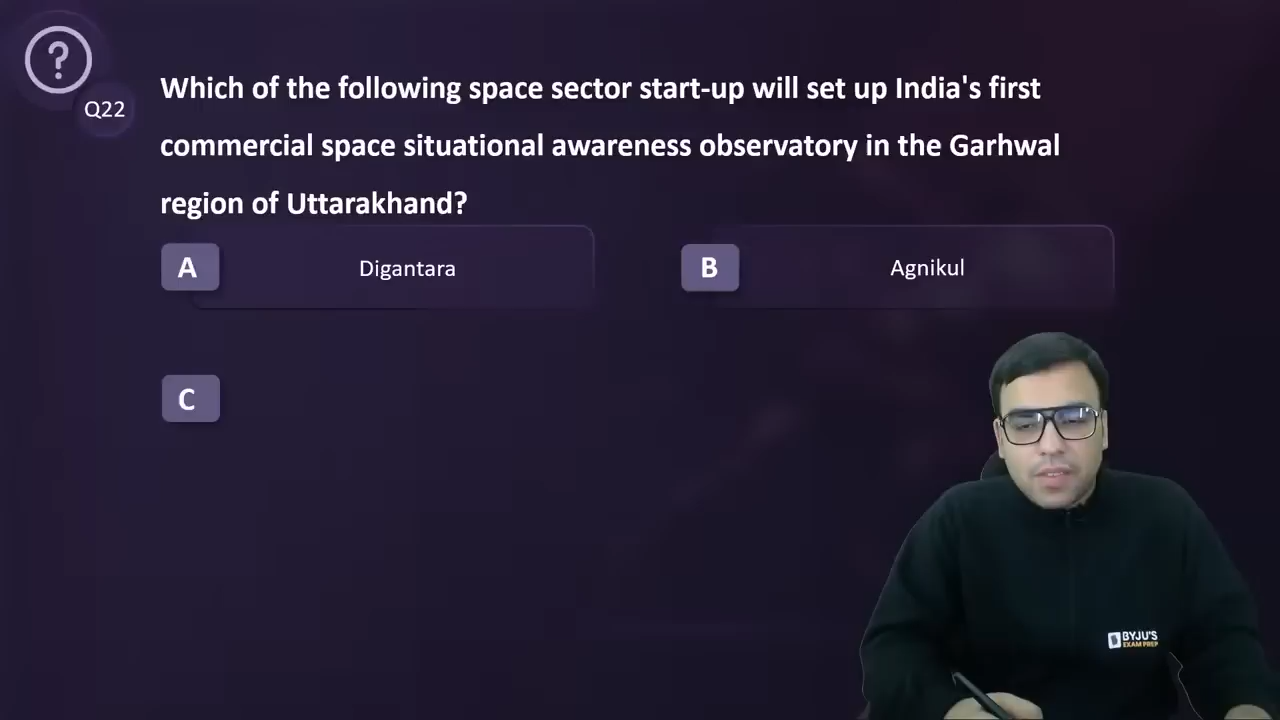 ?
Q22
Which of the following space sector start-up will set up India's first
commercial space situational awareness observatory in the Garhwal
region of Uttarakhand?
A Digantara
B Agnikul
C
BYJU'S
EXAM PREP